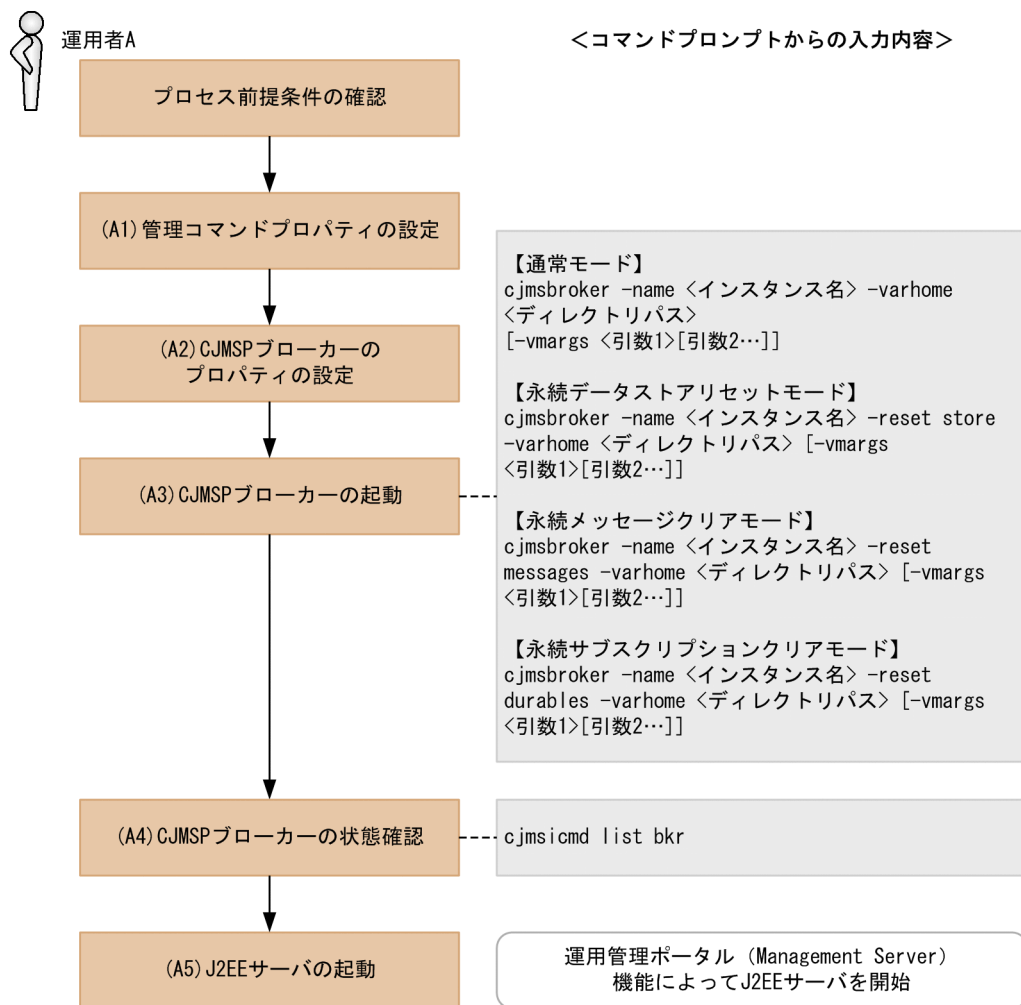 運用者A
＜コマンドプロンプトからの入力内容＞
プロセス前提条件の確認
(A1)管理コマンドプロパティの設定
(A2)CJMSPブローカーの
プロパティの設定
(A3)CJMSPブローカーの起動
【通常モード】
cjmsbroker -name <インスタンス名> -varhome
<ディレクトリパス>
[-vmargs <引数1>[引数2…]]
【永続データストアリセットモード】
cjmsbroker -name <インスタンス名> -reset store
-varhome <ディレクトリパス> [-vmargs
<引数1>[引数2…]]
【永続メッセージクリアモード】
cjmsbroker -name <インスタンス名> -reset
messages -varhome <ディレクトリパス> [-vmargs
<引数1>[引数2…]]
【永続サブスクリプションクリアモード】
cjmsbroker -name <インスタンス名> -reset
durables -varhome <ディレクトリパス> [-vmargs
<引数1>[引数2…]]
(A4)CJMSPブローカーの状態確認
cjmsicmd list bkr
(A5)J2EEサーバの起動
運用管理ポータル（Management Server）
機能によってJ2EEサーバを開始